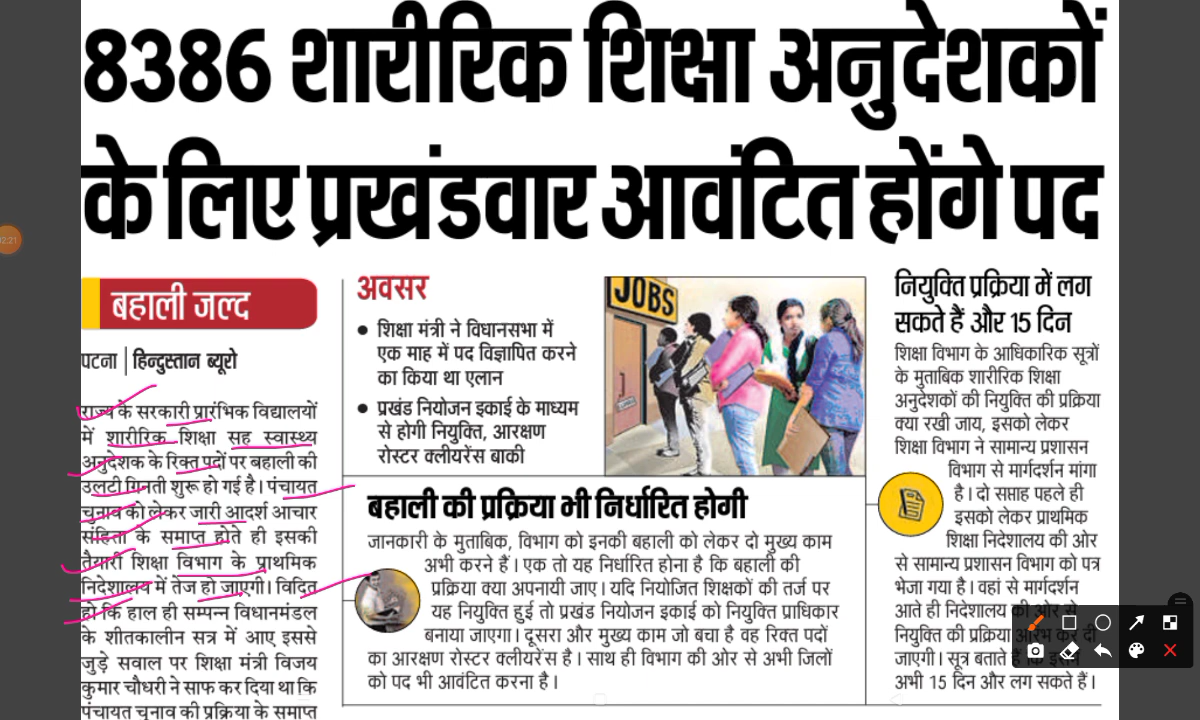 8386 शारीरिक शिक्षा अनुदेशकों
के लिए प्रखंडवार आवंटित होंगे पद
बहाली जल्द
पटना | हिन्दुस्तान ब्यूरो
राज्य के सरकारी प्रारंभिक विद्यालयों
में शारीरिक शिक्षा सह स्वास्थ्य
अनुदेशक के रिक्त पदों पर बहाली की
उलटी गिनती शुरू हो गई है। पंचायत
चुनाव को लेकर जारी आदर्श आचार
संहिता के समाप्त होते ही इसकी
तैयारी शिक्षा विभाग के प्राथमिक
निदेशालय में तेज हो जाएगी। विदित
हो कि हाल ही सम्पन्न विधानमंडल
के शीतकालीन सत्र में आए इससे
जुड़े सवाल पर शिक्षा मंत्री विजय
कुमार चौधरी ने साफ कर दिया था कि
पंचायत चुनाव की प्रक्रिया के समाप्त
अवसर
● शिक्षा मंत्री ने विधानसभा में
एक माह में पद विज्ञापित करने
का किया था एलान
● प्रखंड नियोजन इकाई के माध्यम
से होगी नियुक्ति, आरक्षण
रोस्टर क्लीयरेंस बाकी
JOBS
बहाली की प्रक्रिया भी निर्धारित होगी
जानकारी के मुताबिक, विभाग को इनकी बहाली को लेकर दो मुख्य काम
अभी करने हैं। एक तो यह निर्धारित होना है कि बहाली की
प्रक्रिया क्या अपनायी जाए। यदि नियोजित शिक्षकों की तर्ज पर
यह नियुक्ति हुई तो प्रखंड नियोजन इकाई को नियुक्ति प्राधिकार
बनाया जाएगा। दूसरा और मुख्य काम जो बचा है वह रिक्त पदों
का आरक्षण रोस्टर क्लीयरेंस है। साथ ही विभाग की ओर से अभी जिलों
को पद भी आवंटित करना है।
नियुक्ति प्रक्रिया में लग
सकते हैं और 15 दिन
शिक्षा विभाग के आधिकारिक सूत्रों
के मुताबिक शारीरिक शिक्षा
अनुदेशकों की नियुक्ति की प्रक्रिया
क्या रखी जाय, इसको लेकर
शिक्षा विभाग ने सामान्य प्रशासन
विभाग से मार्गदर्शन मांगा
है। दो सप्ताह पहले ही
इसको लेकर प्राथमिक
शिक्षा निदेशालय की ओर
से सामान्य प्रशासन विभाग को पत्र
भेजा गया है। वहां से मार्गदर्शन
आते ही निदेशालय की ओर से
नियुक्ति की प्रक्रिया आरंभ कर दी
जाएगी। सूत्र बताते हैं कि इसमें
अभी 15 दिन और लग सकते हैं।